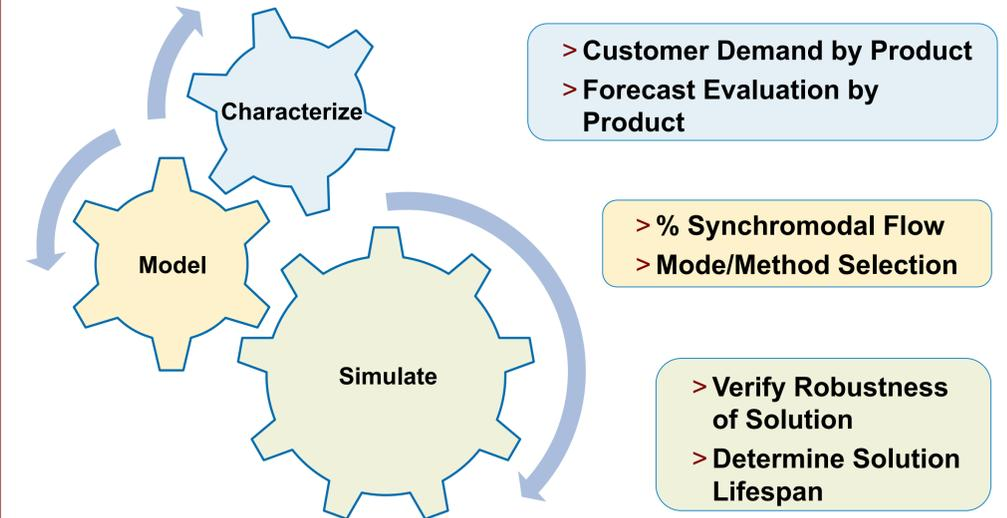 Characterize
> Customer Demand by Product
> Forecast Evaluation by
Product
Model
> % Synchromodal Flow
> Mode/Method Selection
Simulate
> Verify Robustness
of Solution
> Determine Solution
Lifespan